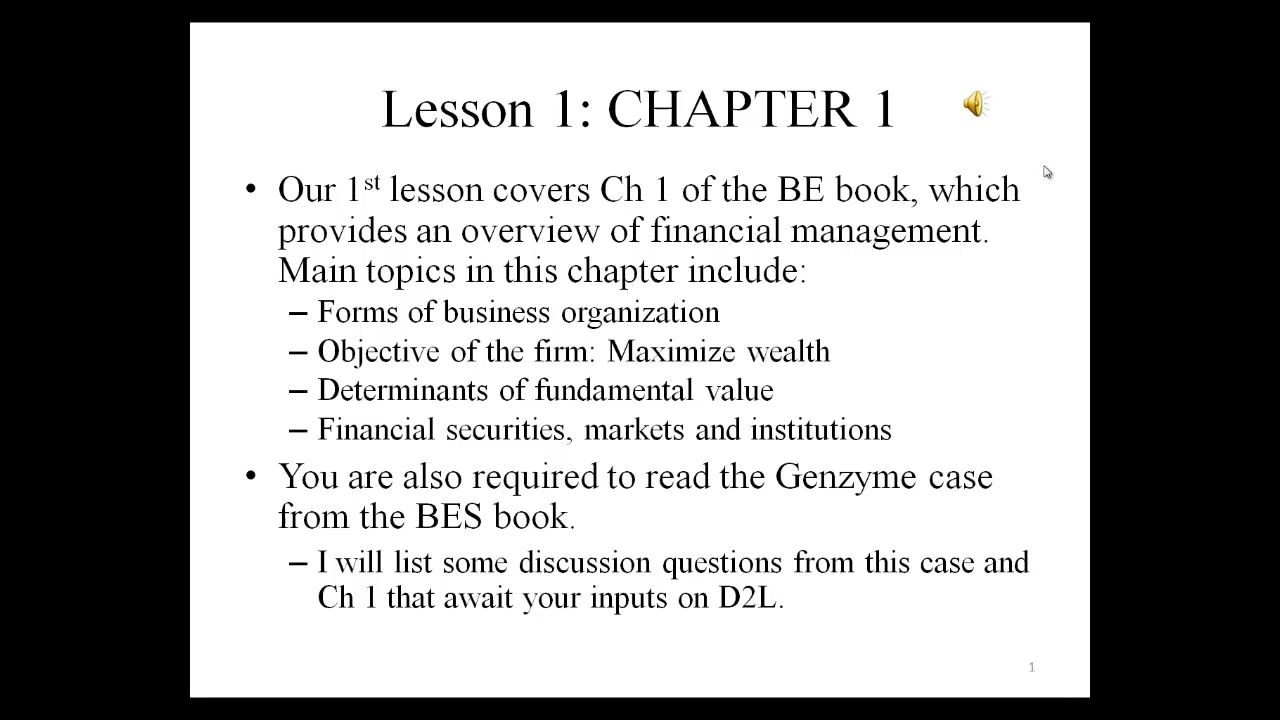 Lesson 1: CHAPTER 1
• Our 1st lesson covers Ch 1 of the BE book, which
provides an overview of financial management.
Main topics in this chapter include:
– Forms of business organization
– Objective of the firm: Maximize wealth
– Determinants of fundamental value
– Financial securities, markets and institutions
• You are also required to read the Genzyme case
from the BES book.
– I will list some discussion questions from this case and
Ch 1 that await your inputs on D2L.
1